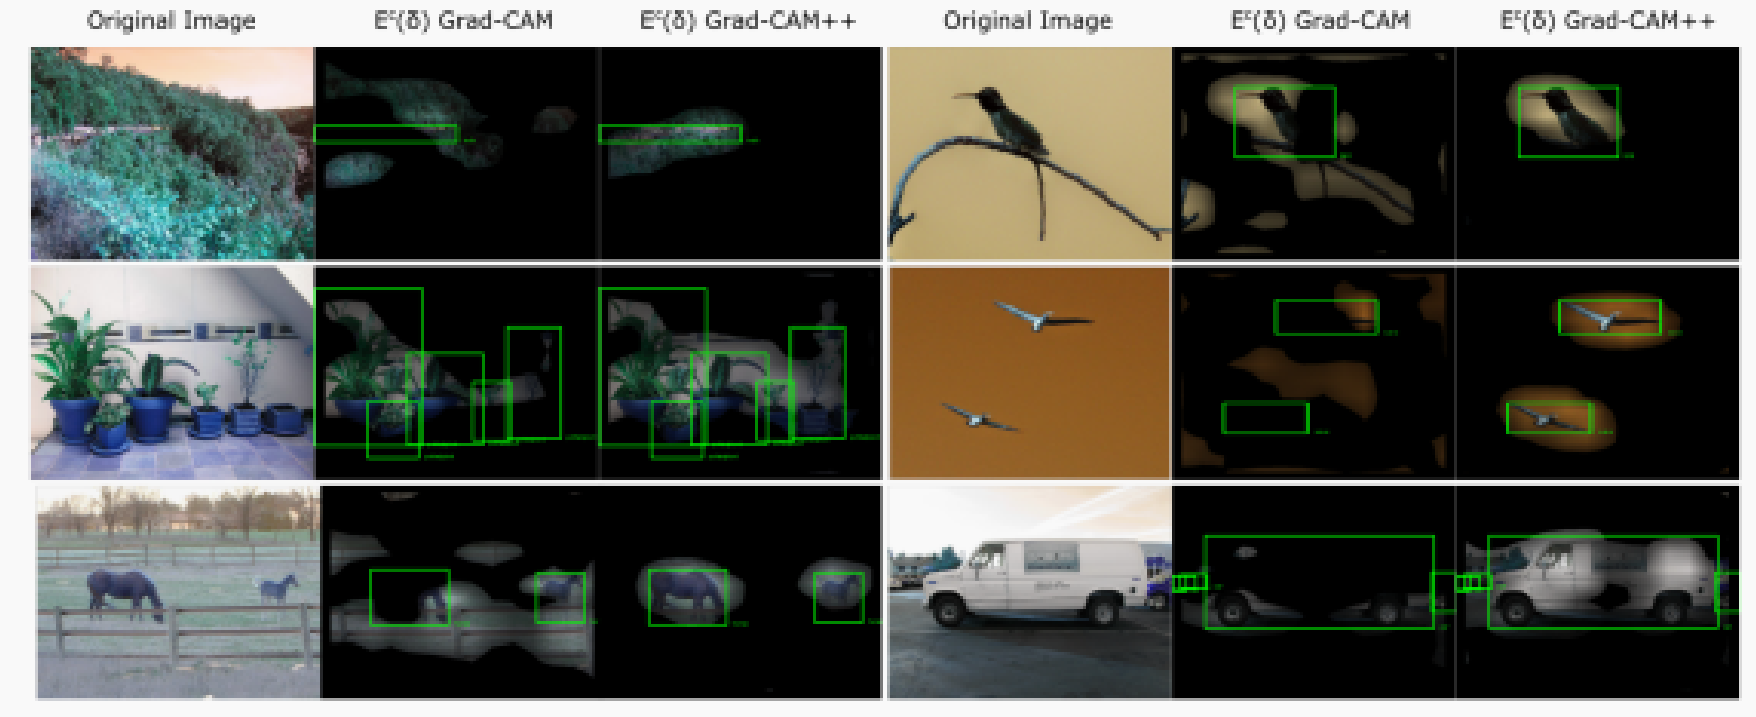 Original Image E^c(δ) Grad-CAM E^c(δ) Grad-CAM++ Original Image E^c(δ) Grad-CAM E^c(δ) Grad-CAM++